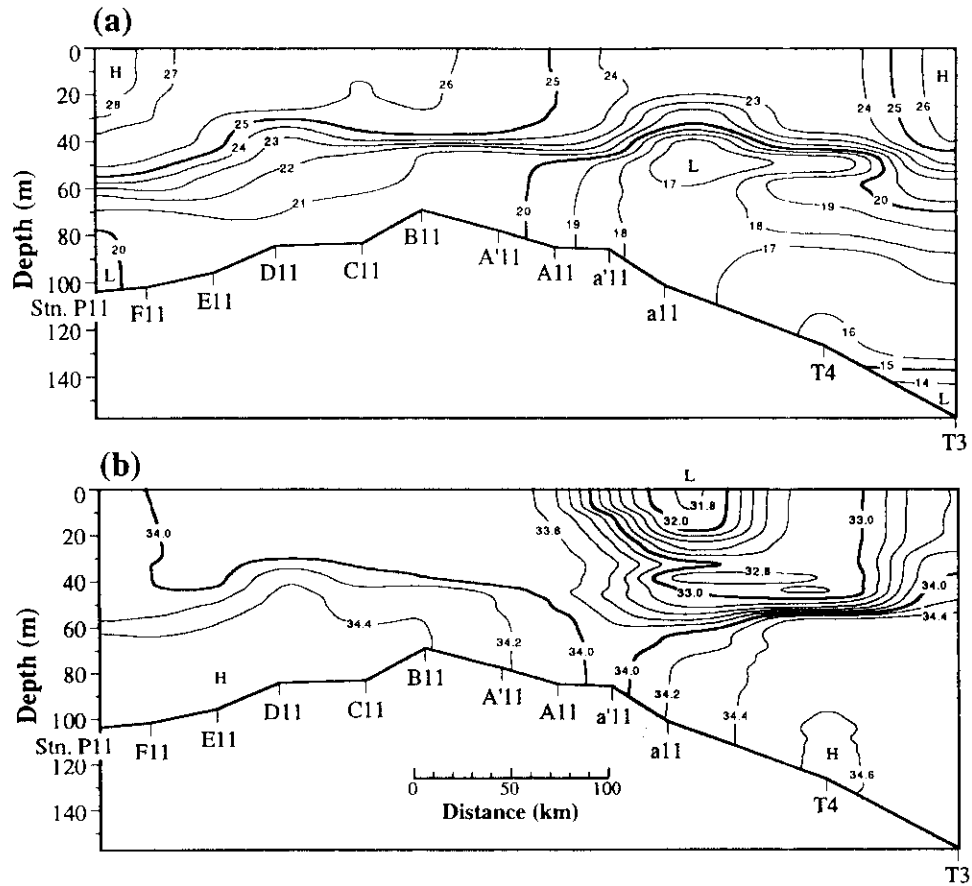 (a)
0
20
40
60
80
100
120
140
Depth (m)
H
28
27
26
25
24
H
24
25
26
25
24
23
22
21
20
L
23
L
17
20
19
18
20
19
18
17
16
15
14
L
Stn. P11
F11
E11
D11
C11
B11
A'11
A11
a'11
a11
T4
T3
(b)
L
0
20
40
60
80
100
120
140
Depth (m)
34.0
33.6
31.8
32.0
33.0
32.8
33.0
34.0
34.4
34.4
34.2
34.0
34.0
34.2
34.4
H
H
34.6
Stn. P11
F11
E11
D11
C11
B11
A'11
A11
a'11
a11
T4
T3
0
50
100
Distance (km)